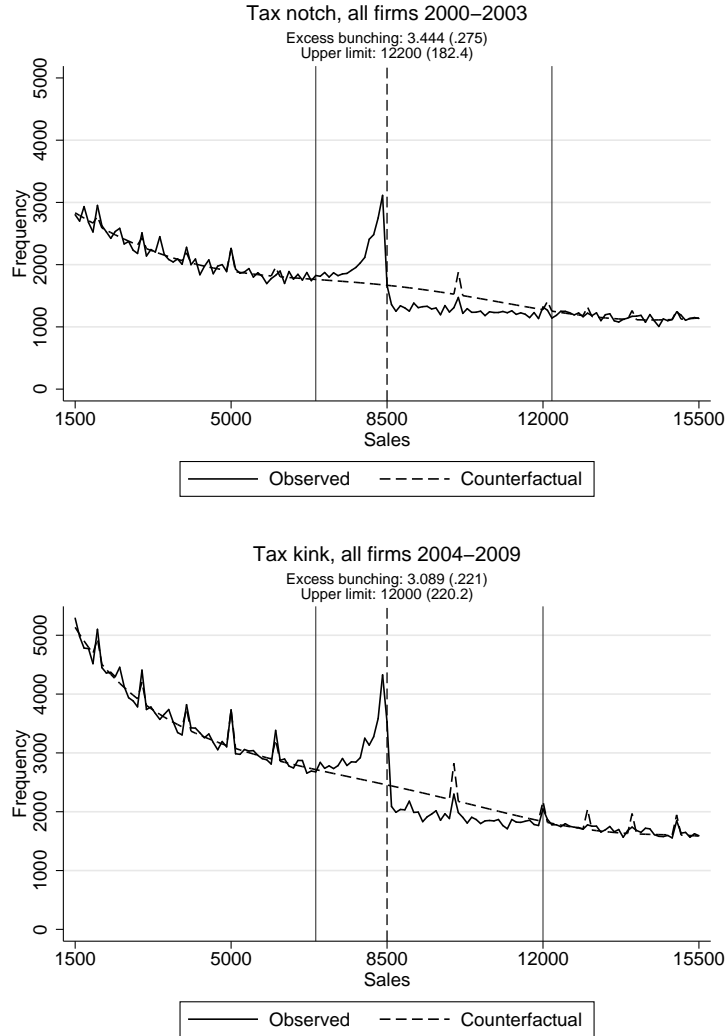 Tax notch, all firms 2000−2003
Excess bunching: 3.444 (.275)
Upper limit: 12200 (182.4)
5000
4000
3000
2000
1000
0
Frequency
1500 5000 8500 12000 15500
Sales
Observed Counterfactual
Tax kink, all firms 2004−2009
Excess bunching: 3.089 (.221)
Upper limit: 12000 (220.2)
5000
4000
3000
2000
1000
0
Frequency
1500 5000 8500 12000 15500
Sales
Observed Counterfactual